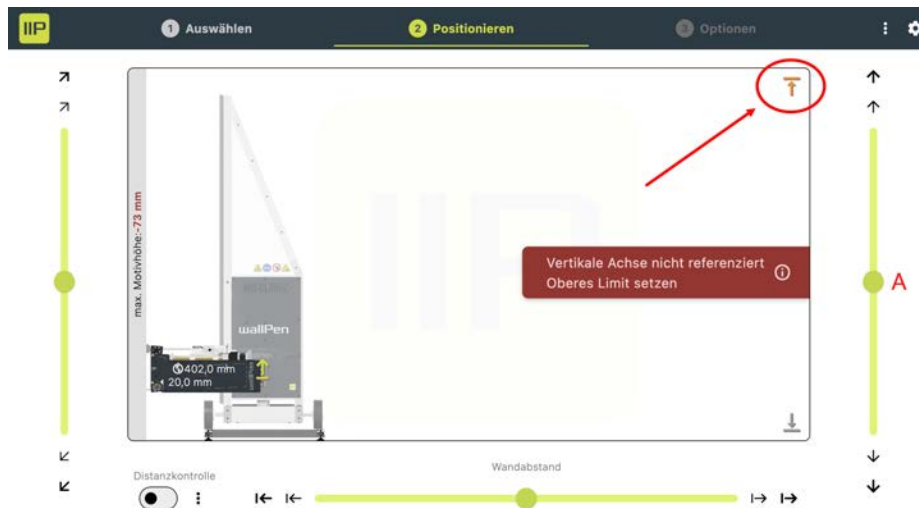 IIP
1 Auswählen
2 Positionieren
3 Optionen
max. Motivhöhe:-73 mm
Vertikale Achse nicht referenziert
Oberes Limit setzen
A
wallPen
402,0 mm
20,0 mm
Distanzkontrolle
Wandabstand